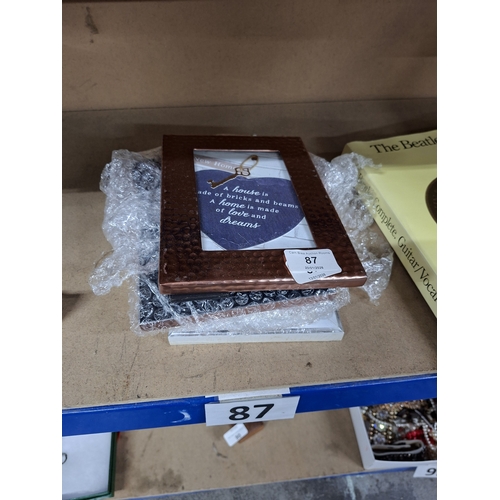 The Beatles
Complete Guitar/Vocal
A house is
made of bricks and beams
A home is made
of love and
dreams
87
87